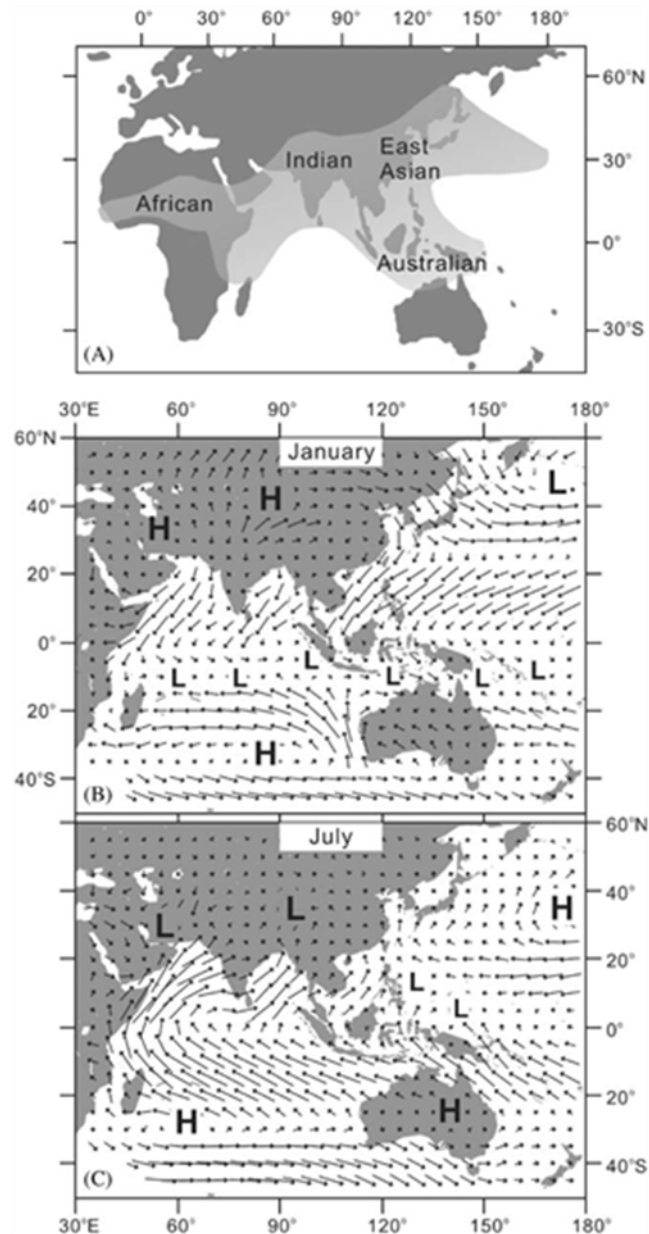 0° 30° 60° 90° 120° 150° 180°
60°N
Indian
East
Asian
30°
African
0°
Australian
30°S
(A)
30°E 60° 90° 120° 150° 180°
60°N
January
H
L
40°
H
20°
0°
L L L L L L
20°
H
40°S
(B)
July
60°N
L
L
H
40°
L
20°
L
0°
H
H
20°
40°S
(C)
30°E 60° 90° 120° 150° 180°